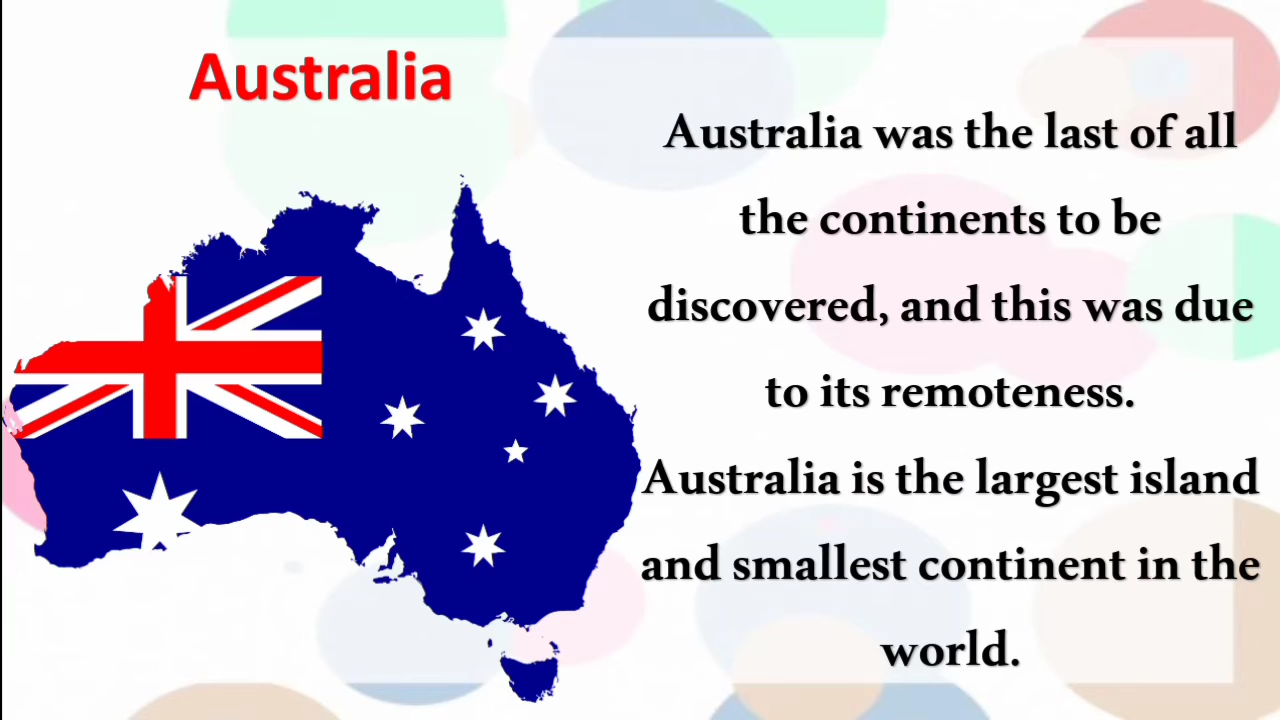 Australia
Australia was the last of all
the continents to be
discovered, and this was due
to its remoteness.
Australia is the largest island
and smallest continent in the
world.